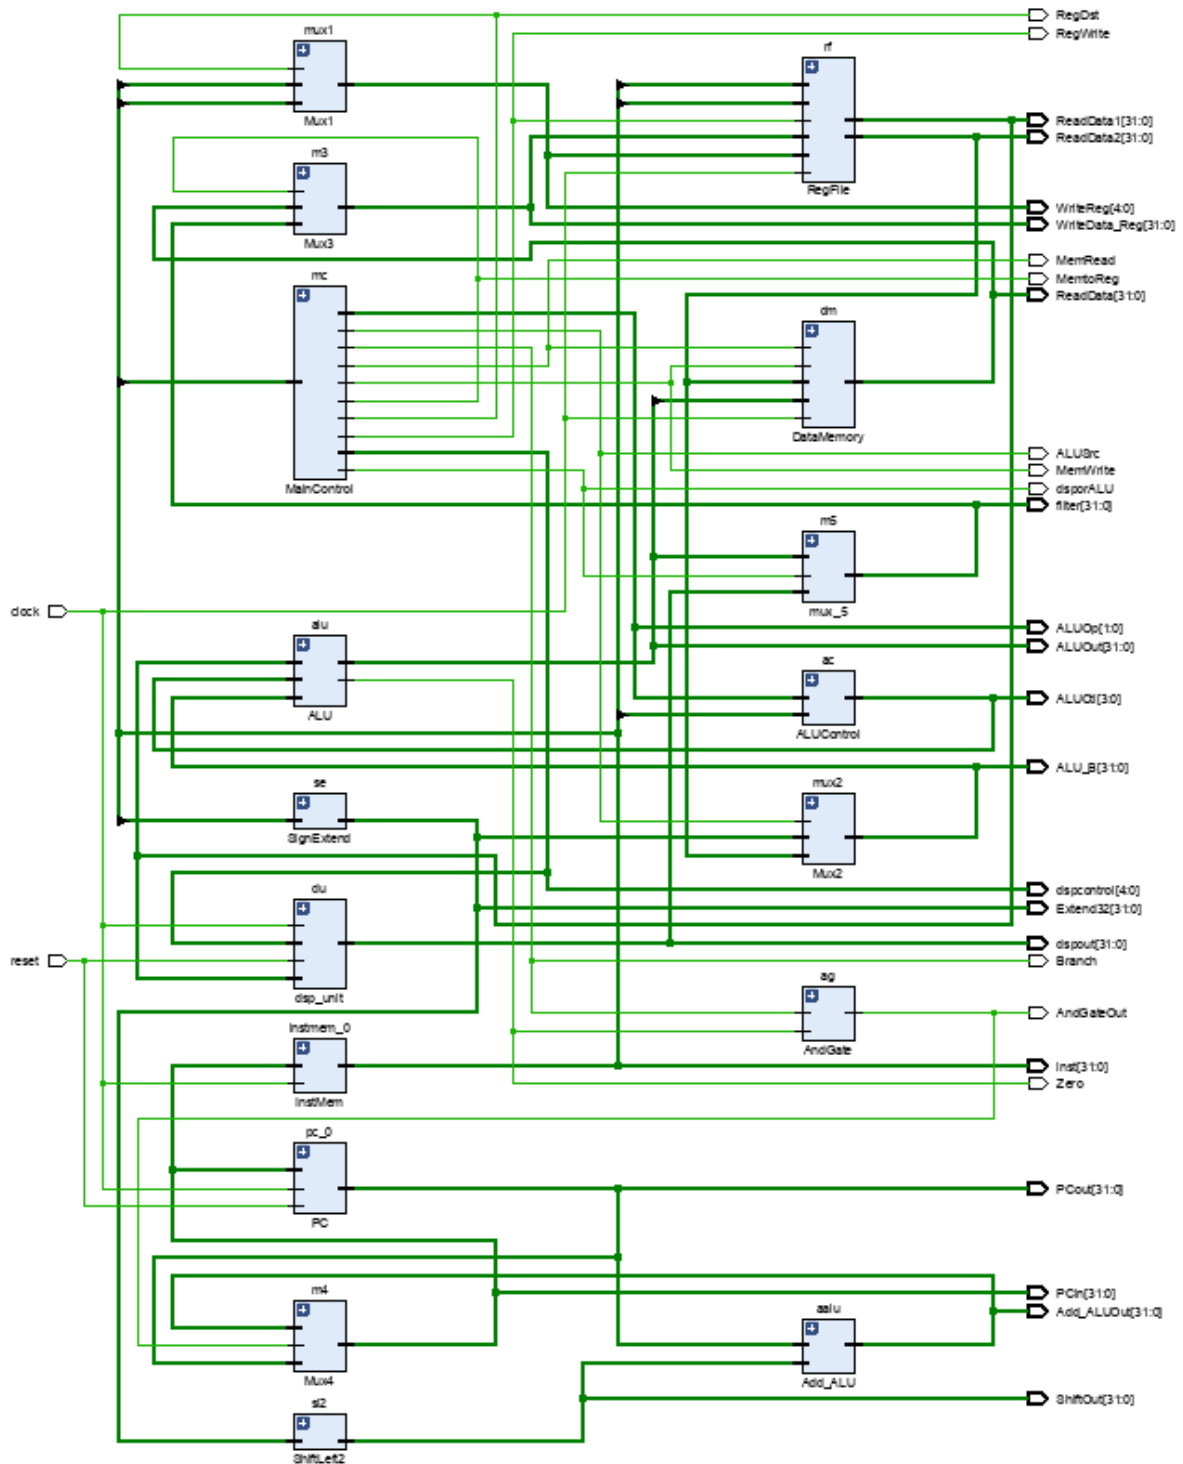 RegDst
mux1
RegWrite
rf
Mux1
ReadData1[31:0]
ReadData2[31:0]
m3
RegFile
WriteReg[4:0]
WriteData_Reg[31:0]
Mux3
MemRead
mc
MemtoReg
ReadData[31:0]
dm
DataMemory
ALUSrc
MemWrite
MainControl
disporALU
filter[31:0]
m5
clock
mux_5
alu
ALUOp[1:0]
ALUOut[31:0]
ac
ALUCtl[3:0]
ALU
ALUControl
ALU_B[31:0]
se
mux2
SignExtend
Mux2
du
dspcontrol[4:0]
Extend32[31:0]
dspout[31:0]
reset
Branch
ag
dsp_unit
AndGateOut
instmem_0
AndGate
Inst[31:0]
Zero
InstMem
pc_0
PCout[31:0]
PC
m4
PCin[31:0]
aalu
Add_ALUOut[31:0]
Mux4
Add_ALU
sl2
ShiftOut[31:0]
ShiftLeft2